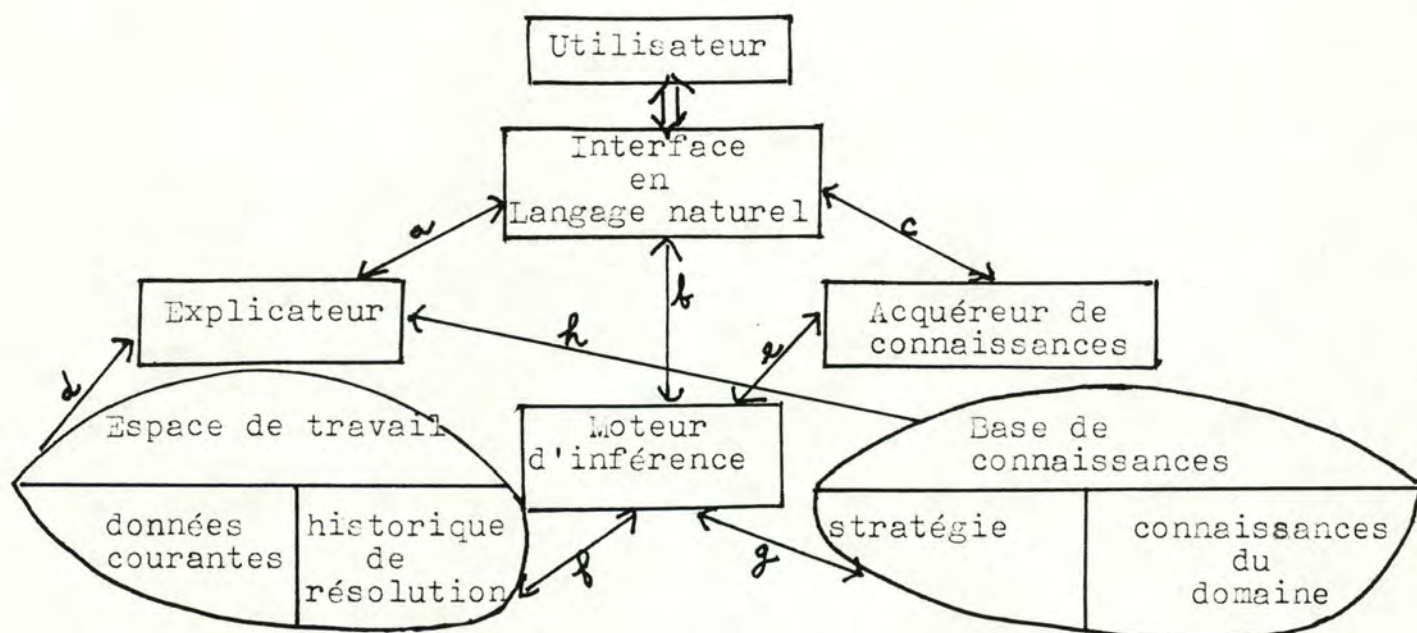 Utilisateur
Interface
en
Langage naturel
a
c
b
Explicateur
Acquéreur de
connaissances
h
e
d
Espace de travail
Moteur
d'inférence
Base de
connaissances
données
courantes
historique
de
résolution
stratégie
connaissances
du
domaine
f
g